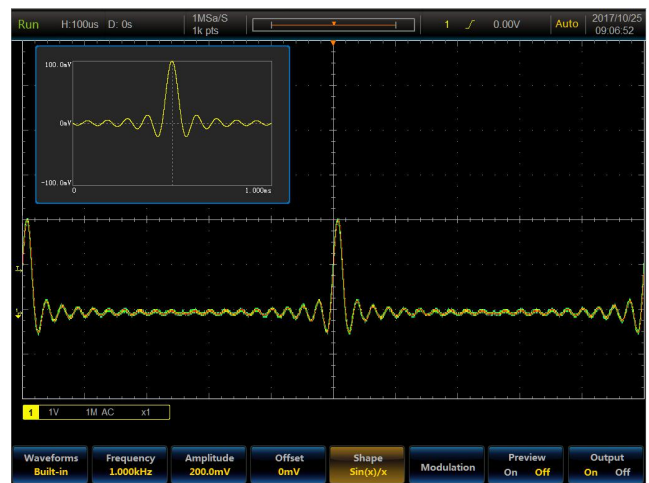 Run H:100us D: 0s 1MSa/S 1k pts 1 0.00V Auto 2017/10/25 09:06:52
100.0mV
0mV
-100.0mV
0 1.000ms
T
1
1 1V 1M AC x1
Waveforms Frequency Amplitude Offset Shape Modulation Preview Output
Built-in 1.000kHz 200.0mV 0mV Sin(x)/x On Off On Off